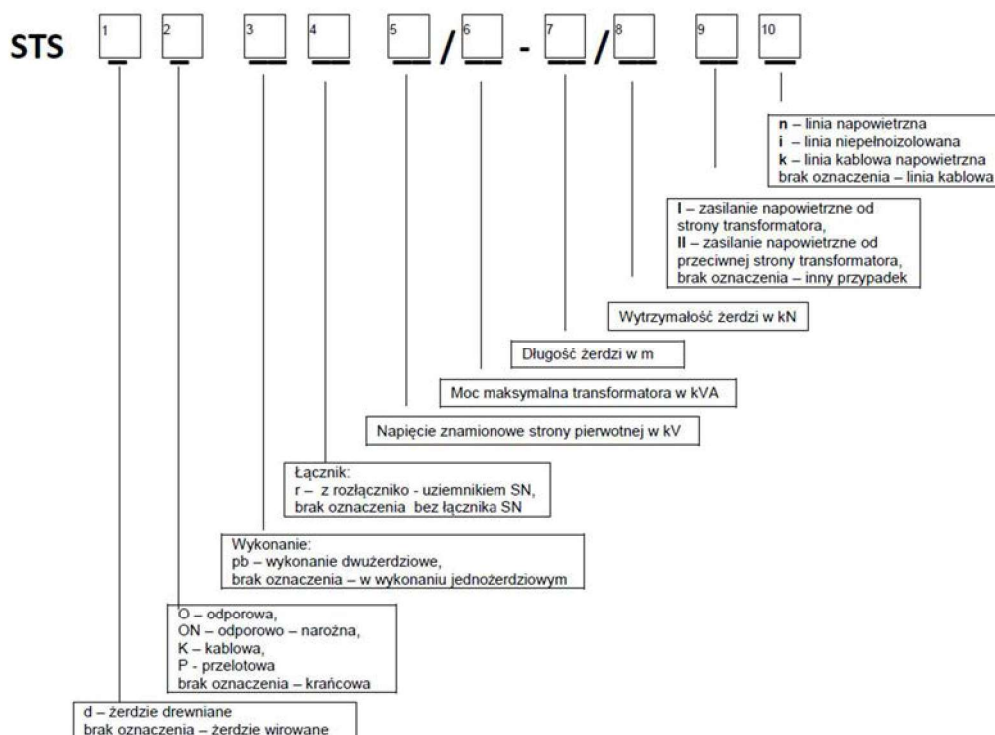 STS 1 2 3 4 5 / 6 - 7 / 8 9 10
n – linia napowietrzna
i – linia niepełnoizolowana
k – linia kablowa napowietrzna
brak oznaczenia – linia kablowa
I – zasilanie napowietrzne od
strony transformatora,
II – zasilanie napowietrzne od
przeciwnej strony transformatora,
brak oznaczenia – inny przypadek
Wytrzymałość żerdzi w kN
Długość żerdzi w m
Moc maksymalna transformatora w kVA
Napięcie znamionowe strony pierwotnej w kV
Łącznik:
r – z rozłączniko - uziemnikiem SN,
brak oznaczenia bez łącznika SN
Wykonanie:
pb – wykonanie dwużerdziowe,
brak oznaczenia – w wykonaniu jednożerdziowym
O – odporowa,
ON – odporowo – narożna,
K – kablowa,
P - przelotowa
brak oznaczenia – krańcowa
d – żerdzie drewniane
brak oznaczenia – żerdzie wirowane